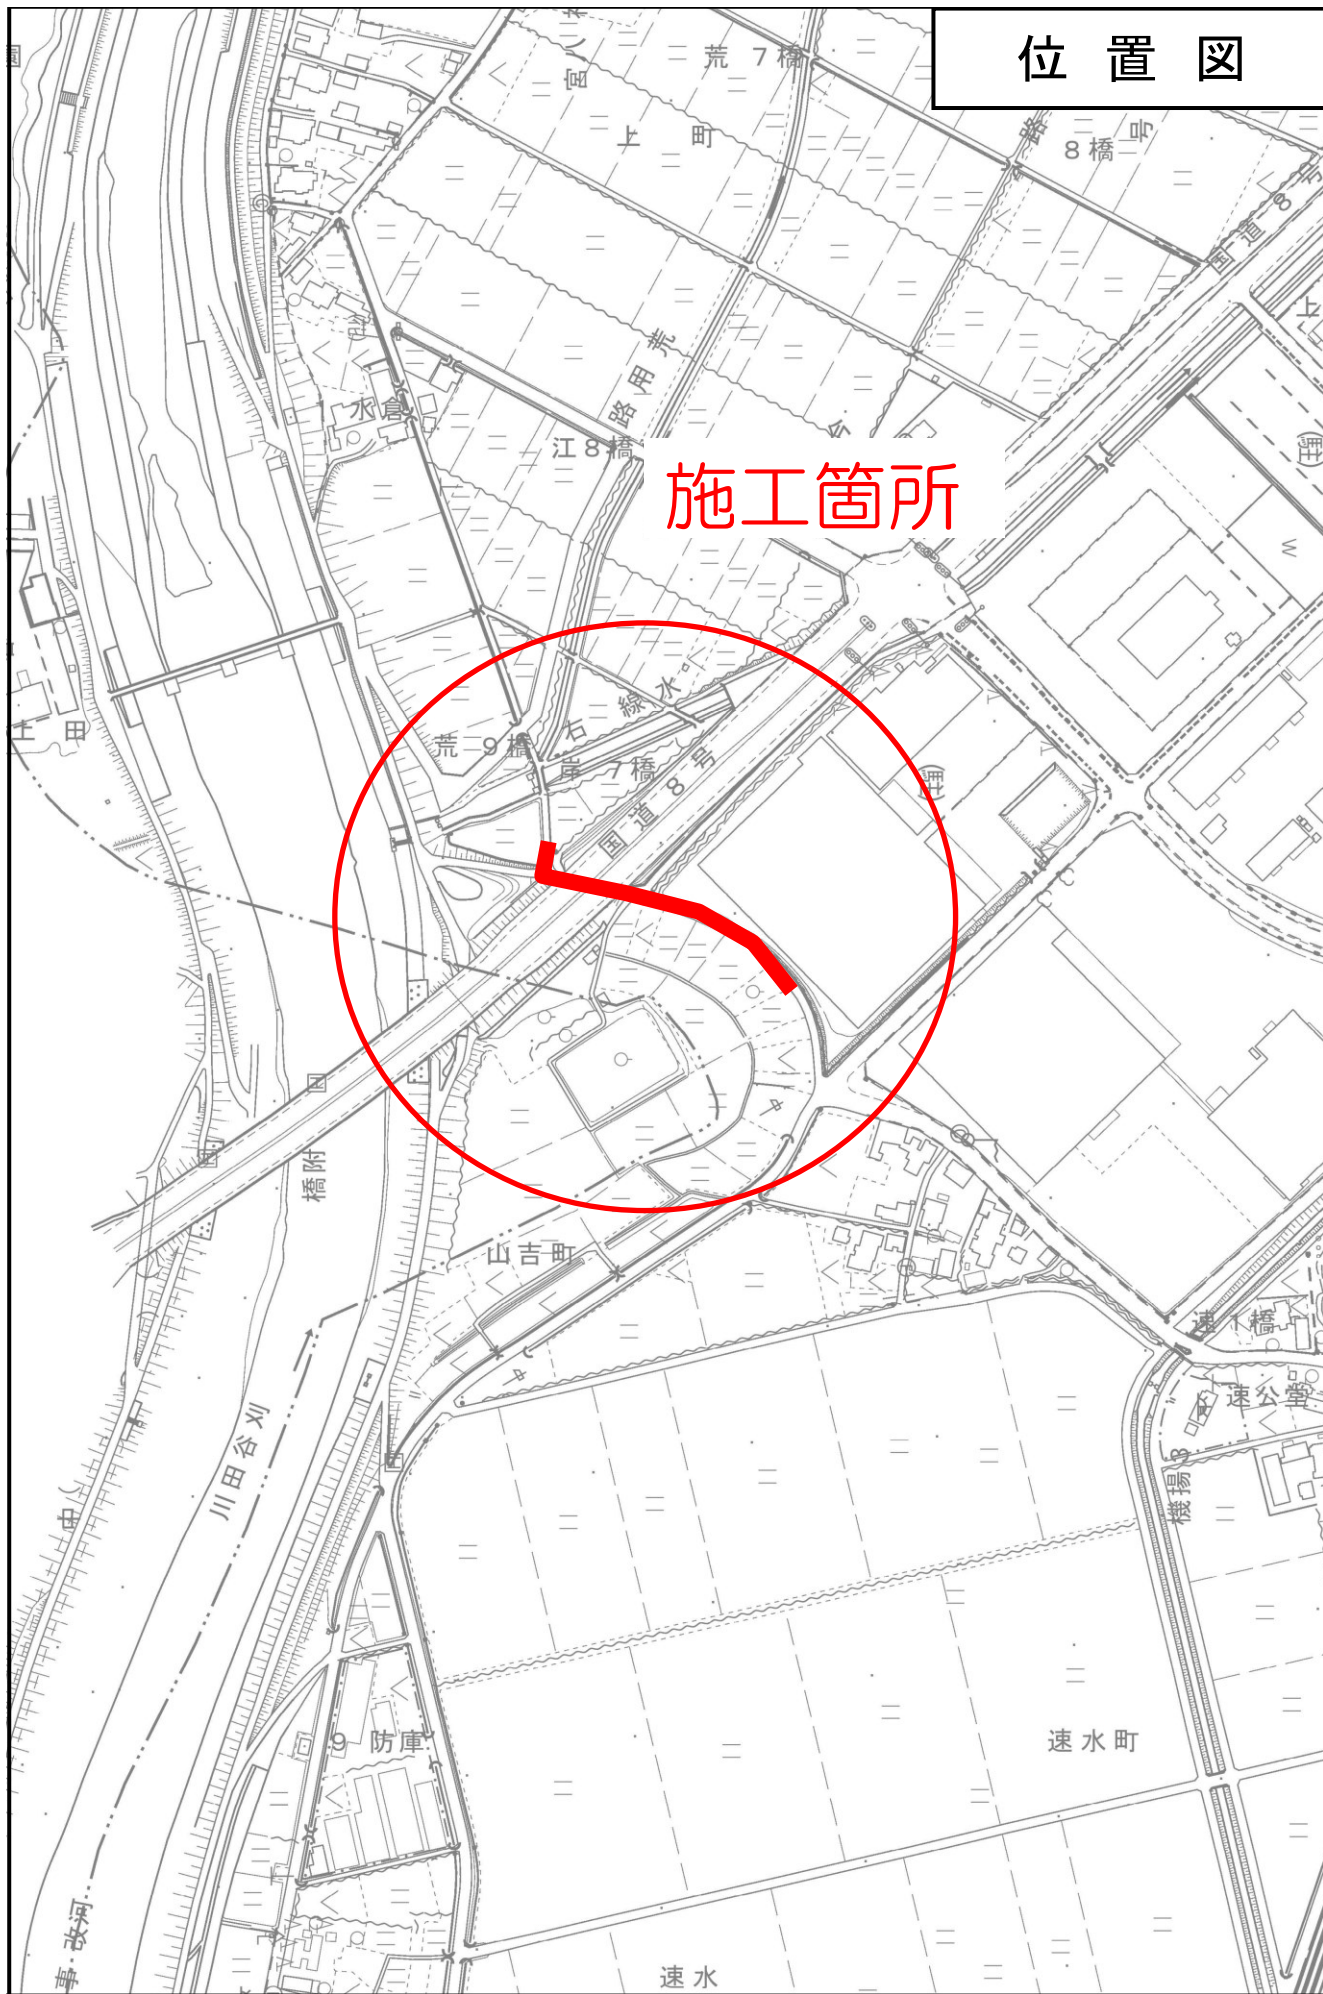 位置図
荒7橋
上町
8橋
号
国道8号
上
荒
用
路
水倉
江8橋
施工箇所
土田
水
線
右
荒9橋
岸7橋
国道8号
橋附
山吉町
速1橋
速公堂
川田谷刈
機揚
9防庫
速水町
河
改
事
速水